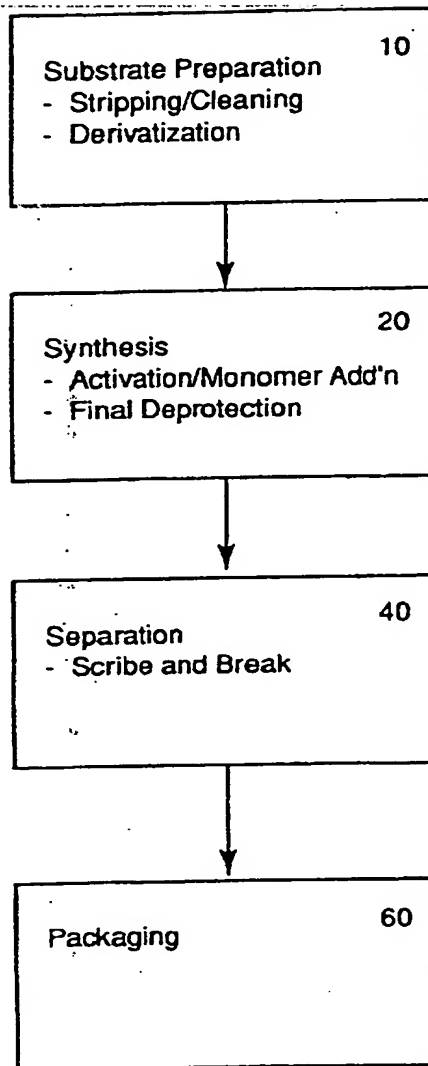 10
Substrate Preparation
- Stripping/Cleaning
- Derivatization
20
Synthesis
- Activation/Monomer Add'n
- Final Deprotection
40
Separation
- Scribe and Break
60
Packaging